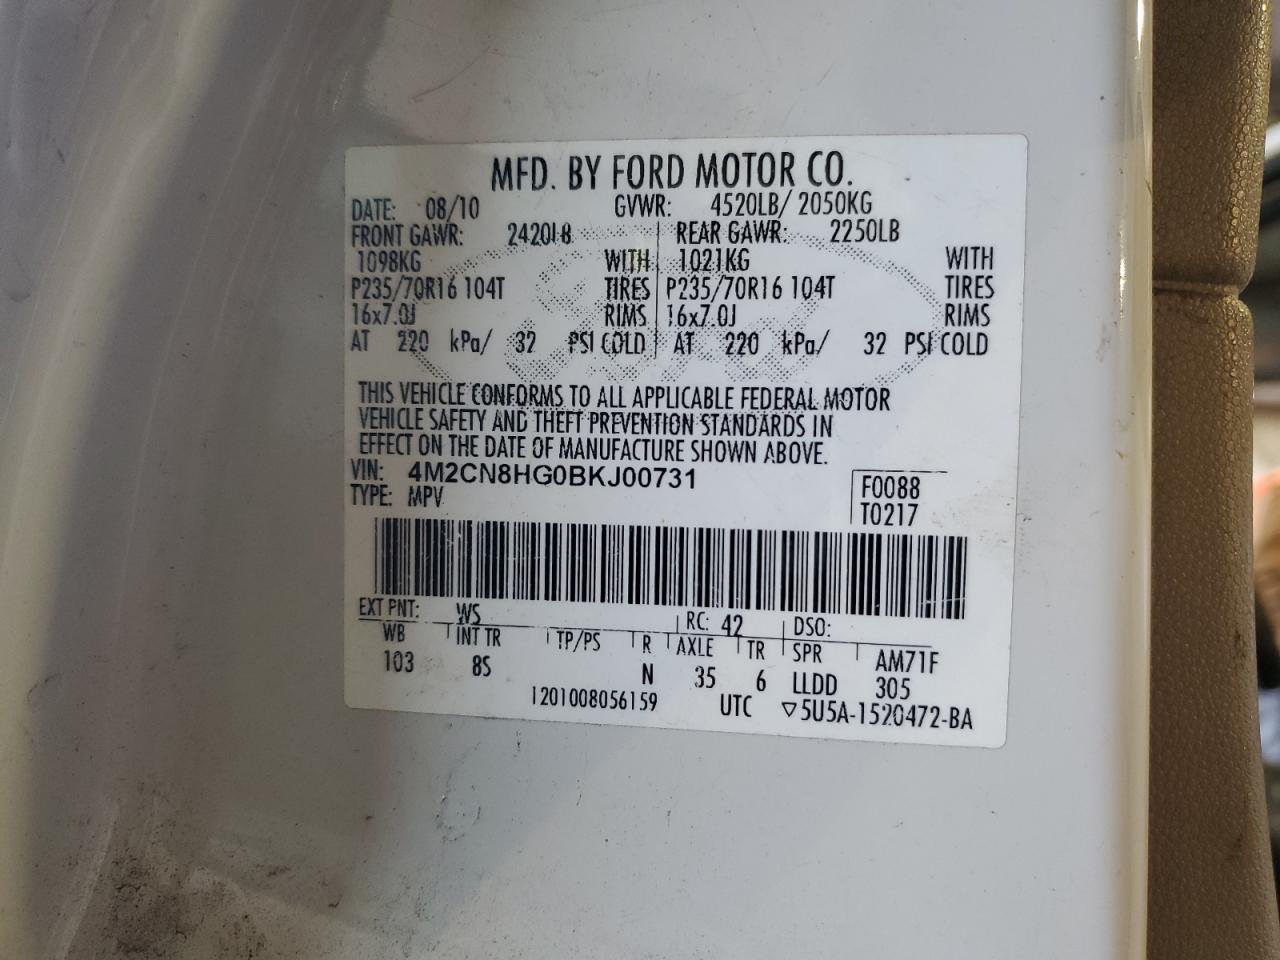 MFD. BY FORD MOTOR CO.
DATE: 08/10 GVWR: 4520LB/ 2050KG
FRONT GAWR: 2420LB REAR GAWR: 2250LB
1098KG WITH 1021KG WITH
P235/70R16 104T TIRES P235/70R16 104T TIRES
16x7.0J RIMS 16x7.0J RIMS
AT 220 kPa/ 32 PSI COLD AT 220 kPa/ 32 PSI COLD
THIS VEHICLE CONFORMS TO ALL APPLICABLE FEDERAL MOTOR
VEHICLE SAFETY AND THEFT PREVENTION STANDARDS IN
EFFECT ON THE DATE OF MANUFACTURE SHOWN ABOVE.
VIN: 4M2CN8HG0BKJ00731 F0088
TYPE: MPV T0217
EXT PNT: WS RC: 42 DSO:
WB INT TR TP/PS R AXLE TR SPR AM71F
103 8S N 35 6 LLDD 305
1201008056159 UTC ▽5U5A-1520472-BA